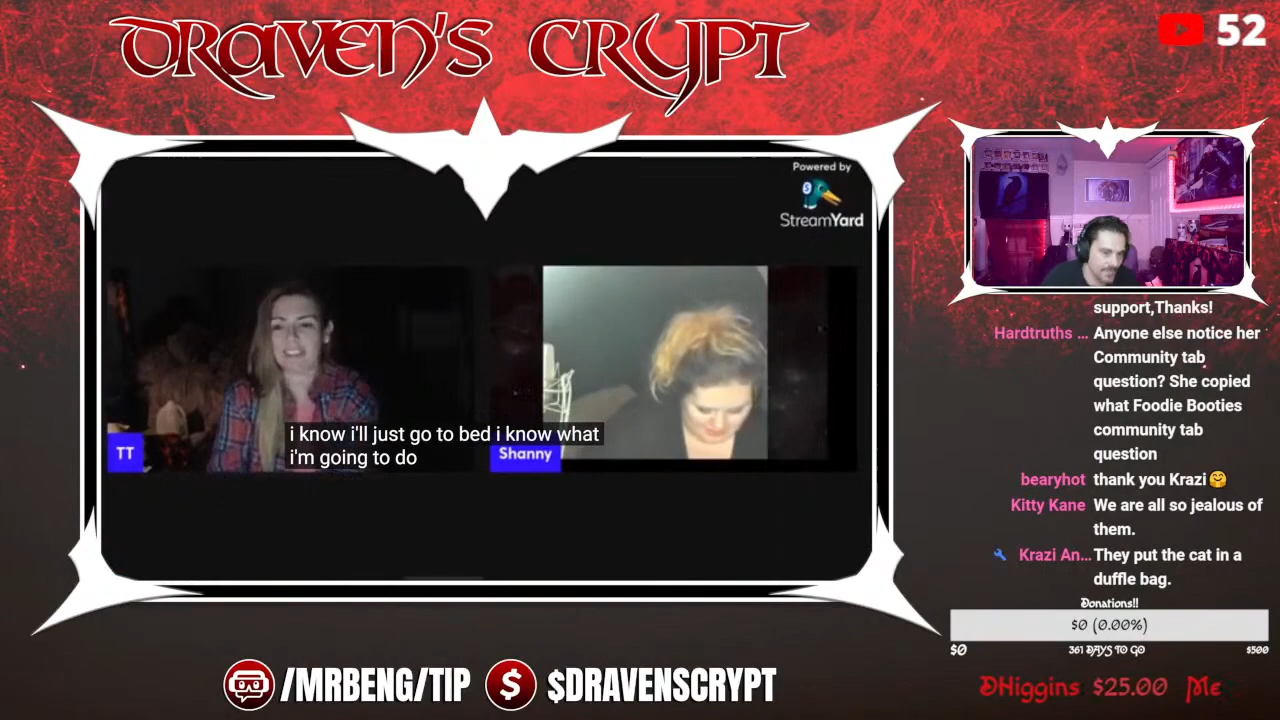 DRAVEN'S CRYPT
52
Powered by
StreamYard
i know i'll just go to bed i know what
i'm going to do
TT
Shanny
support,Thanks!
Hardtruths ... Anyone else notice her
Community tab
question? She copied
what Foodie Booties
community tab
question
bearyhot thank you Krazi🤗
Kitty Kane We are all so jealous of
them.
Krazi An... They put the cat in a
duffle bag.
Donations!!
$0 (0.00%)
$0 361 DAYS TO GO $500
/MRBENG/TIP $ $DRAVENSCRYPT
DHiggins $25.00 Me